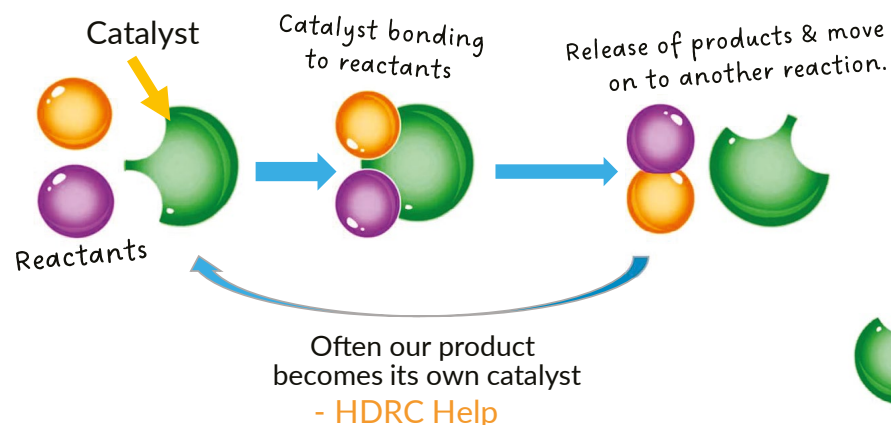 Catalyst
Catalyst bonding
to reactants
Release of products & move
on to another reaction.
Reactants
Often our product
becomes its own catalyst
- HDRC Help